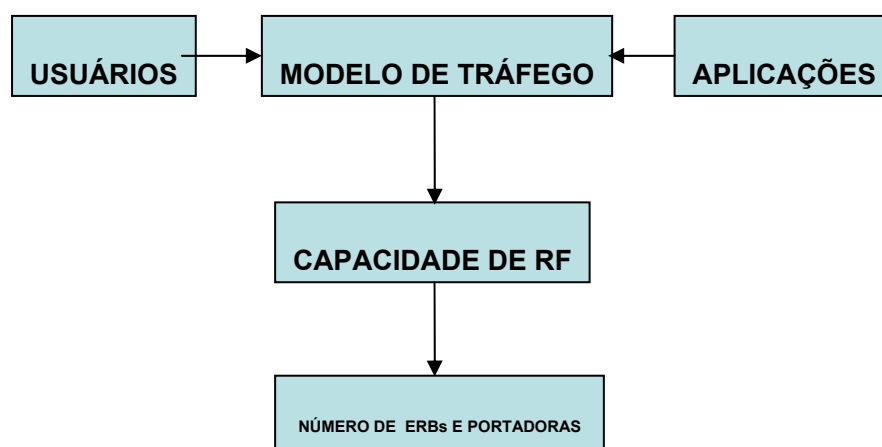 USUÁRIOS
MODELO DE TRÁFEGO
APLICAÇÕES
CAPACIDADE DE RF
NÚMERO DE ERBs E PORTADORAS